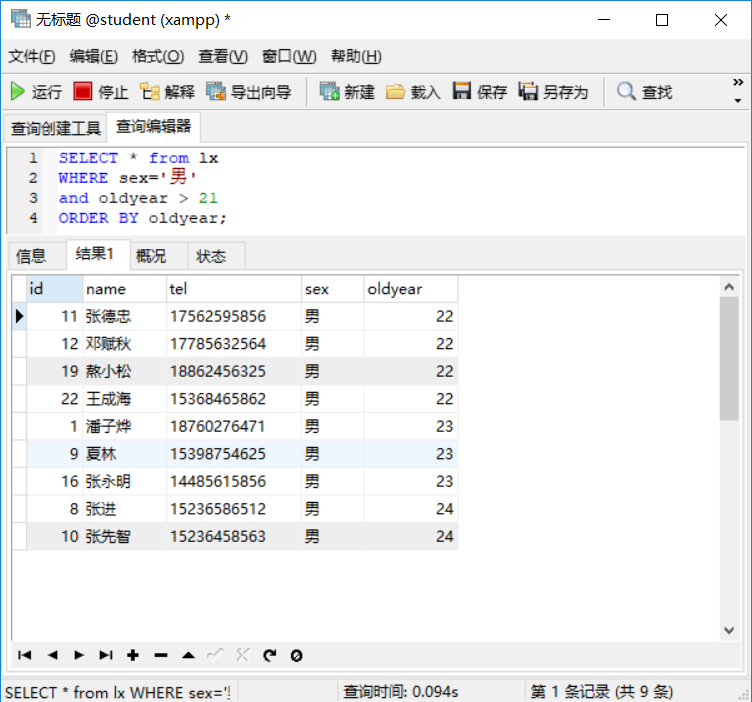 无标题 @student (xampp) *
文件(F) 编辑(E) 格式(O) 查看(V) 窗口(W) 帮助(H)
运行 停止 解释 导出向导 新建 载入 保存 另存为 查找 »
查询创建工具 查询编辑器
1 SELECT * from lx
2 WHERE sex='男'
3 and oldyear > 21
4 ORDER BY oldyear;
信息 结果1 概况 状态
id name tel sex oldyear
11 张德忠 17562595856 男 22
12 邓赋秋 17785632564 男 22
19 熬小松 18862456325 男 22
22 王成海 15368465862 男 22
1 潘子烨 18760276471 男 23
9 夏林 15398754625 男 23
16 张永明 14485615856 男 23
8 张进 15236586512 男 24
10 张先智 15236458563 男 24
SELECT * from lx WHERE sex=' 查询时间: 0.094s 第 1 条记录 (共 9 条)